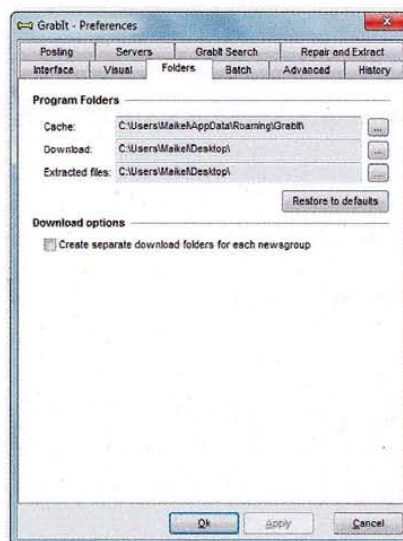 GrabIt - Preferences
Posting Servers GrabIt Search Repair and Extract
Interface Visual Folders Batch Advanced History
Program Folders
Cache: C:\Users\Maikel\AppData\Roaming\GrabIt\ ...
Download: C:\Users\Maikel\Desktop\ ...
Extracted files: C:\Users\Maikel\Desktop\ ...
Restore to defaults
Download options
Create separate download folders for each newsgroup
Ok Apply Cancel